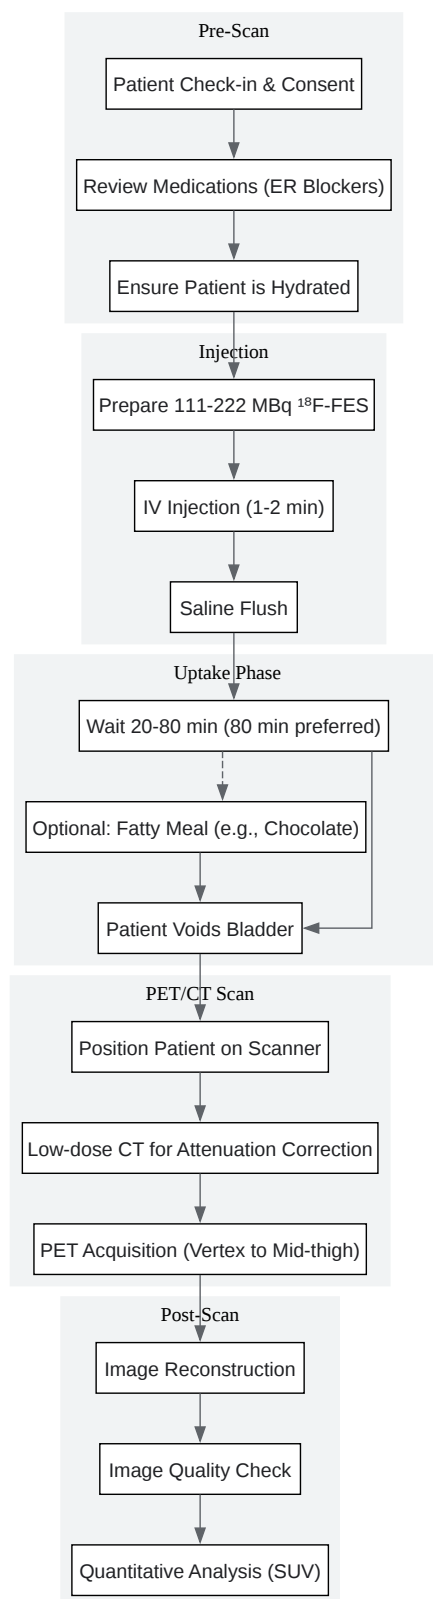 Pre-Scan
Patient Check-in & Consent
Review Medications (ER Blockers)
Ensure Patient is Hydrated
Injection
Prepare 111-222 MBq ¹⁸F-FES
IV Injection (1-2 min)
Saline Flush
Uptake Phase
Wait 20-80 min (80 min preferred)
Optional: Fatty Meal (e.g., Chocolate)
Patient Voids Bladder
PET/CT Scan
Position Patient on Scanner
Low-dose CT for Attenuation Correction
PET Acquisition (Vertex to Mid-thigh)
Post-Scan
Image Reconstruction
Image Quality Check
Quantitative Analysis (SUV)